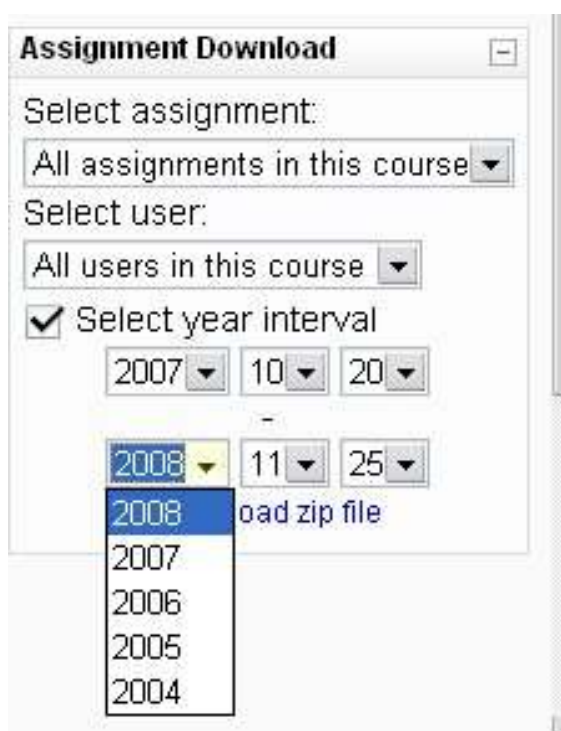 Assignment Download
Select assignment:
All assignments in this course
Select user:
All users in this course
Select year interval
2007 10 20
-
2008 11 25
2008 oad zip file
2007
2006
2005
2004